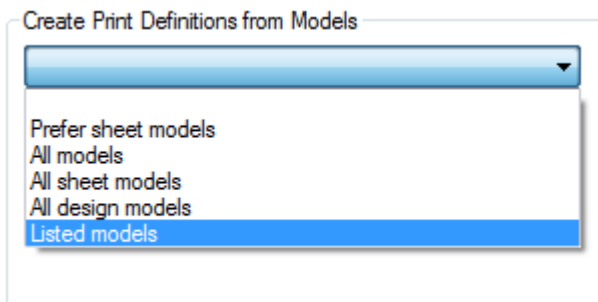 Create Print Definitions from Models
Prefer sheet models
All models
All sheet models
All design models
Listed models